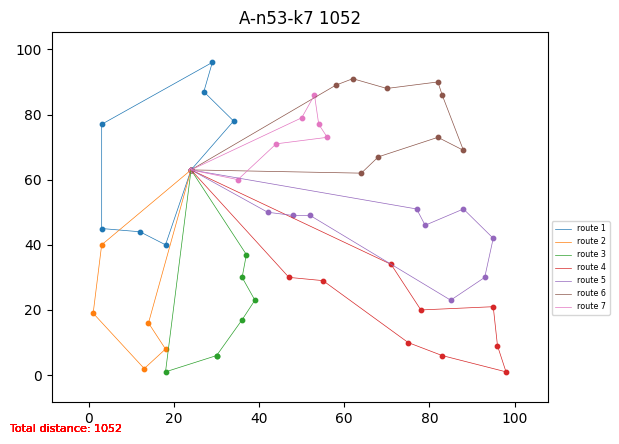 A-n53-k7 1052
100
80
60
40
20
0
0 20 40 60 80 100
route 1
route 2
route 3
route 4
route 5
route 6
route 7
Total distance: 1052